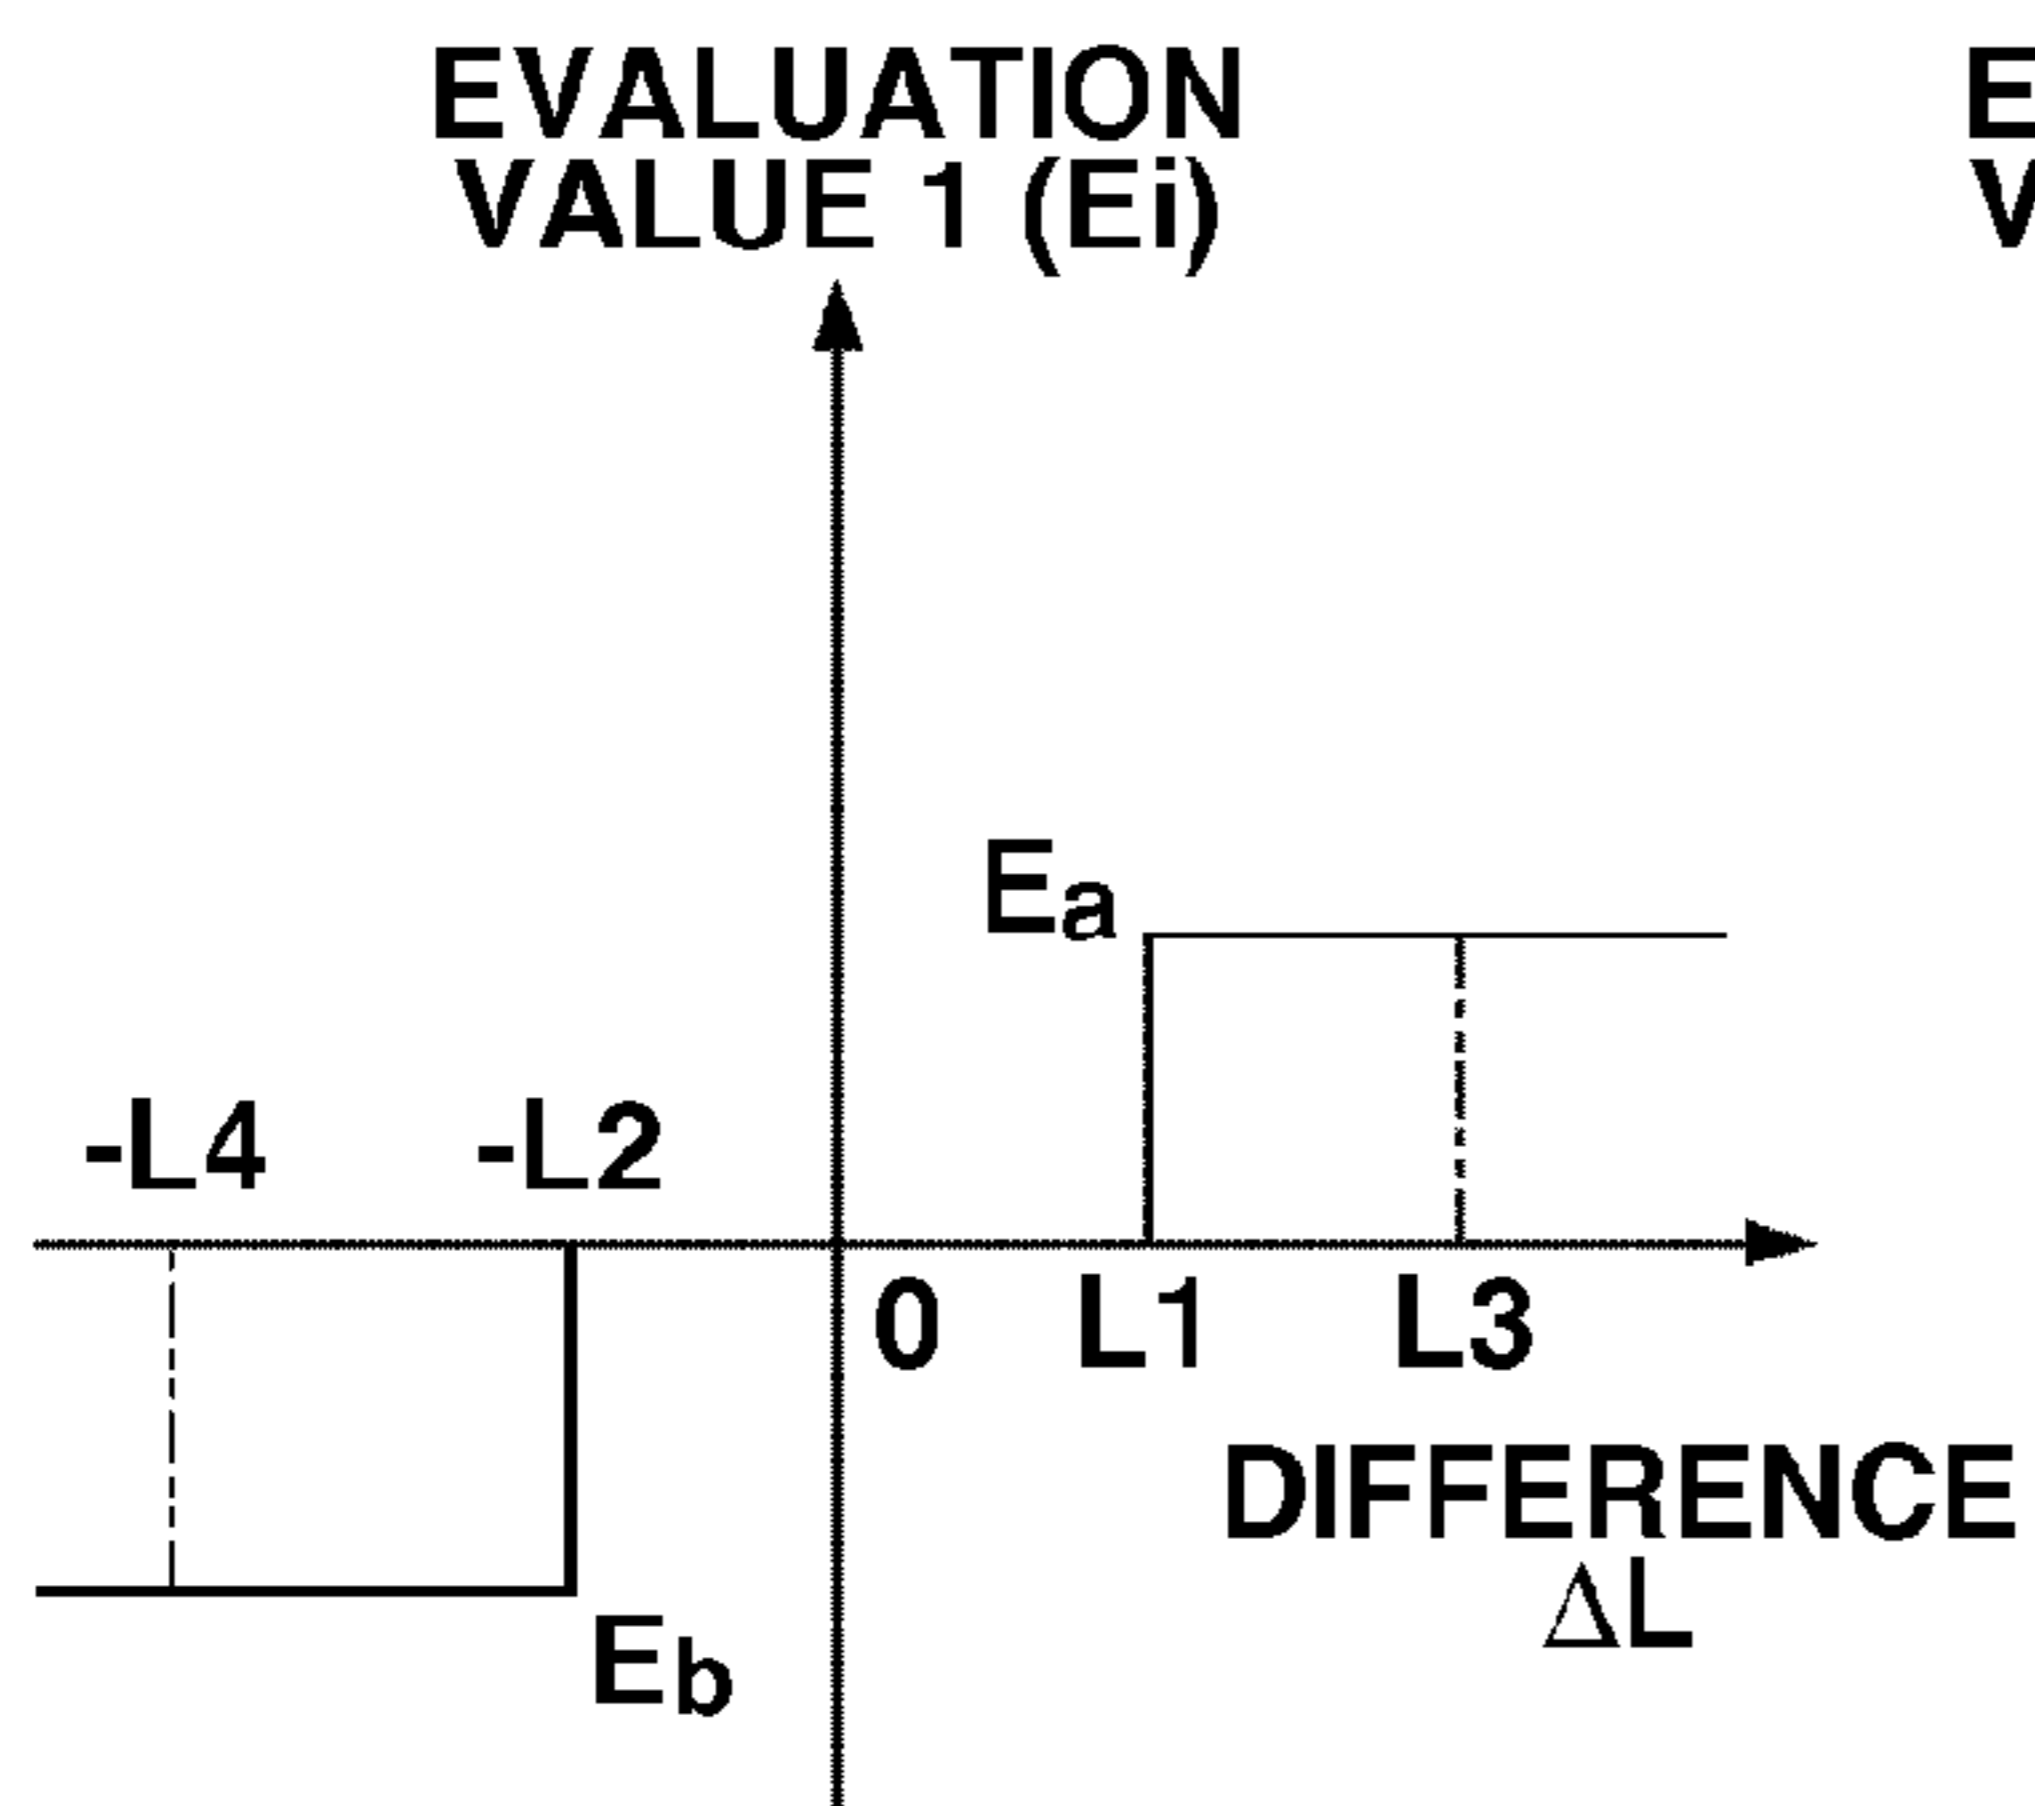 EVALUATION
VALUE 1 (Ei)
E
V
Ea
-L4 -L2
0 L1 L3
DIFFERENCE
ΔL
Eb